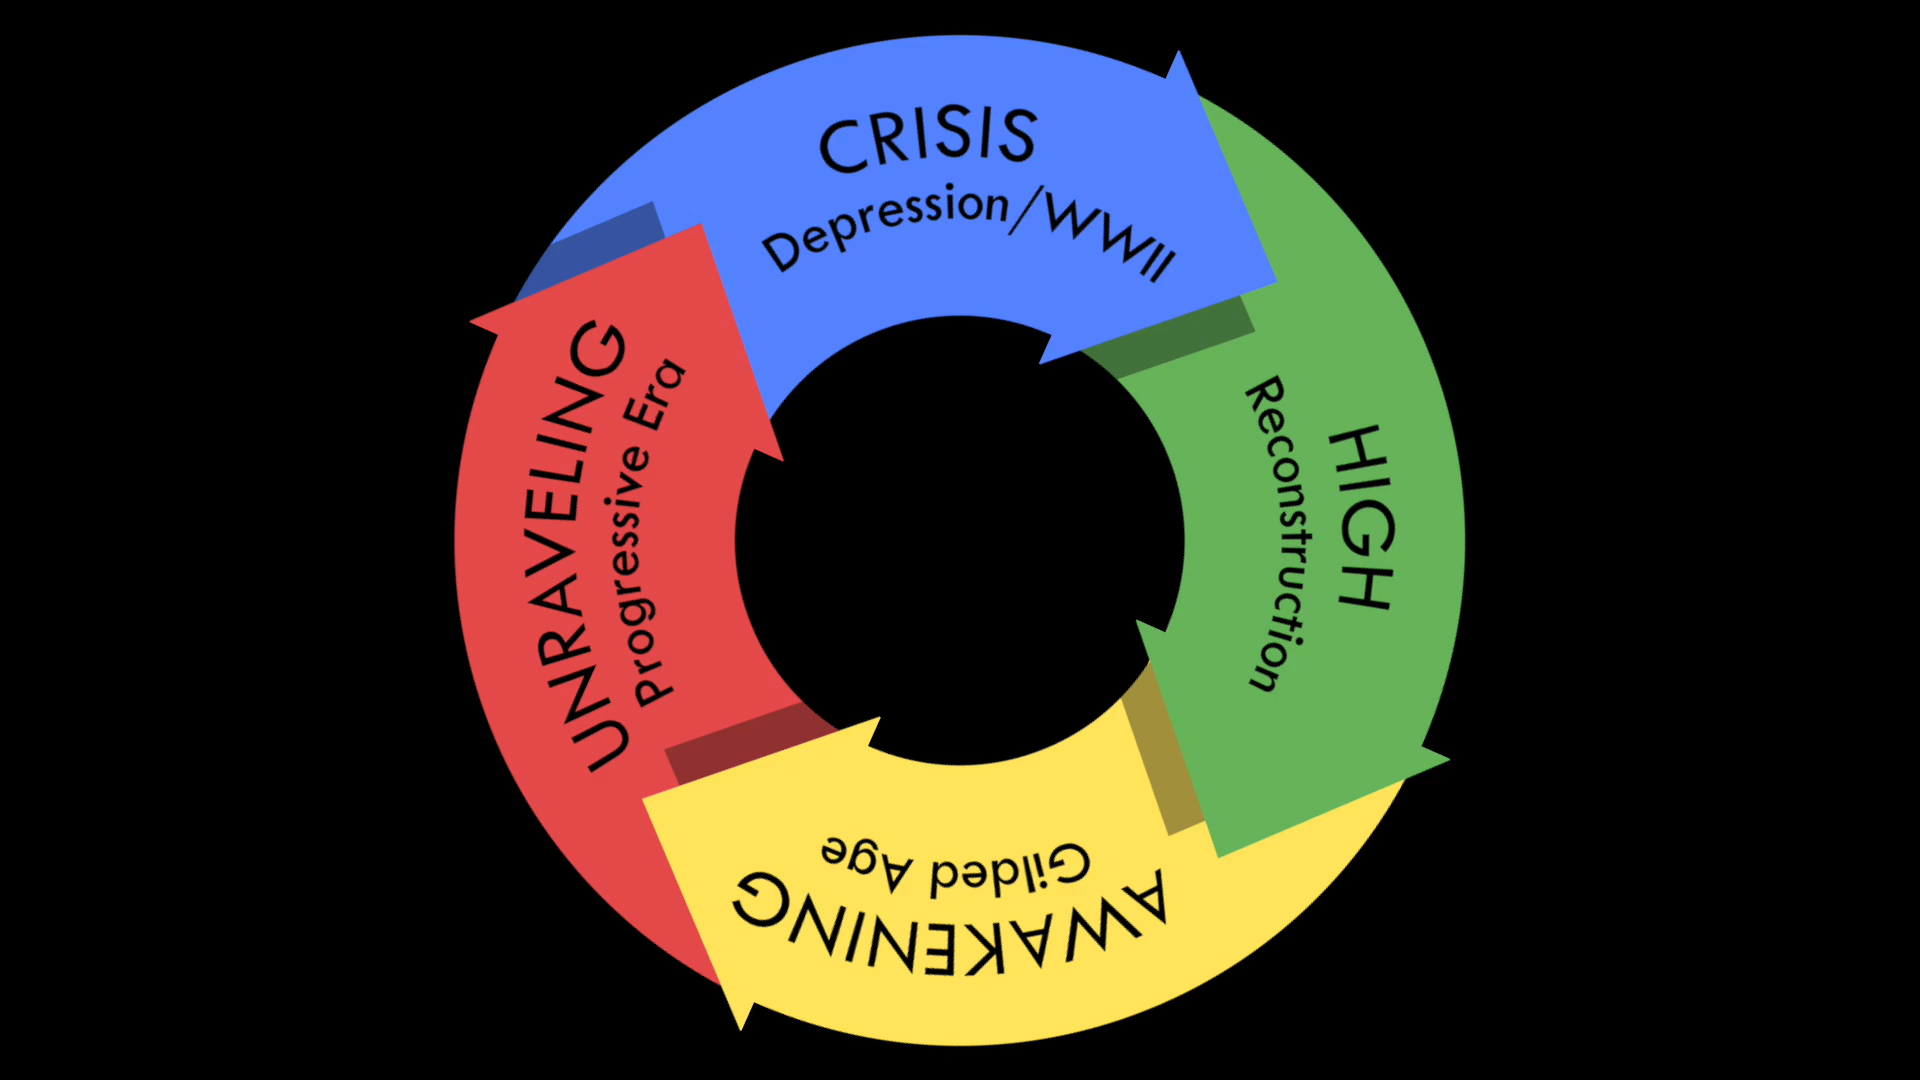 CRISIS
Depression/WWII
HIGH
Reconstruction
AWAKENING
Gilded Age
UNRAVELING
Progressive Era